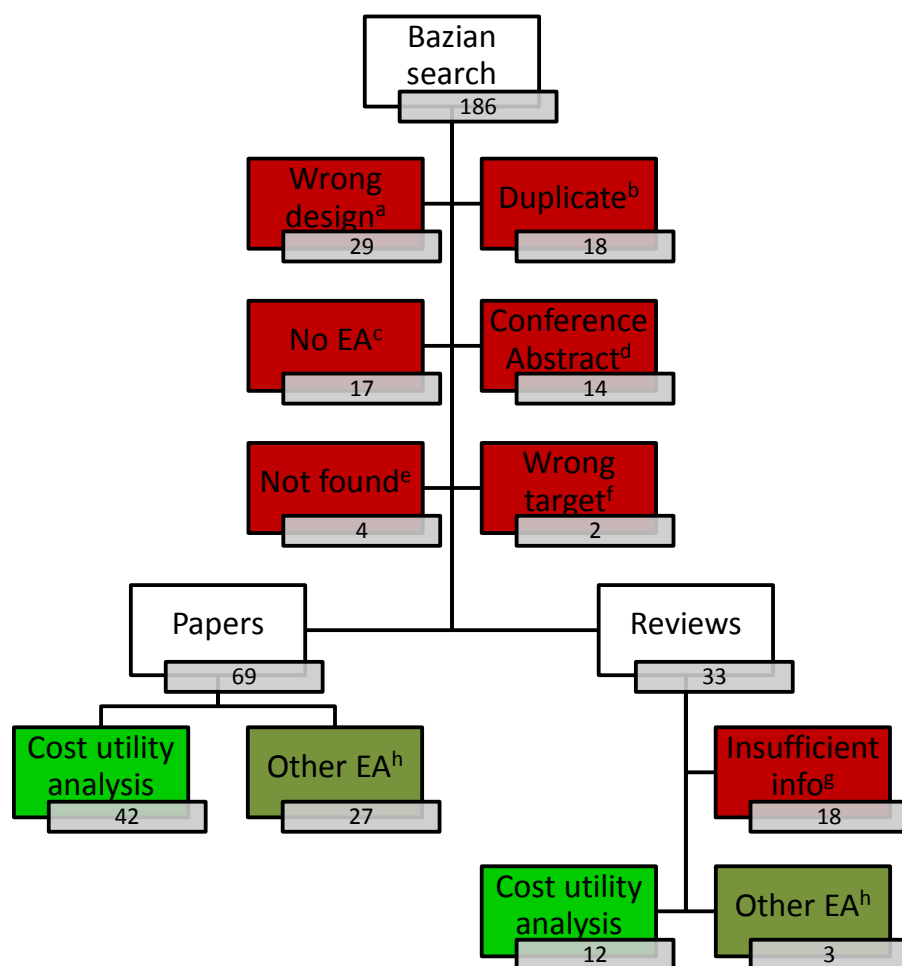 Bazian
search
186
Wrong
designᵃ
29
Duplicateᵇ
18
No EAᶜ
17
Conference
Abstractᵈ
14
Not foundᵉ
4
Wrong
targetᶠ
2
Papers
69
Reviews
33
Cost utility
analysis
42
Other EAʰ
27
Insufficient
infoᵍ
18
Cost utility
analysis
12
Other EAʰ
3